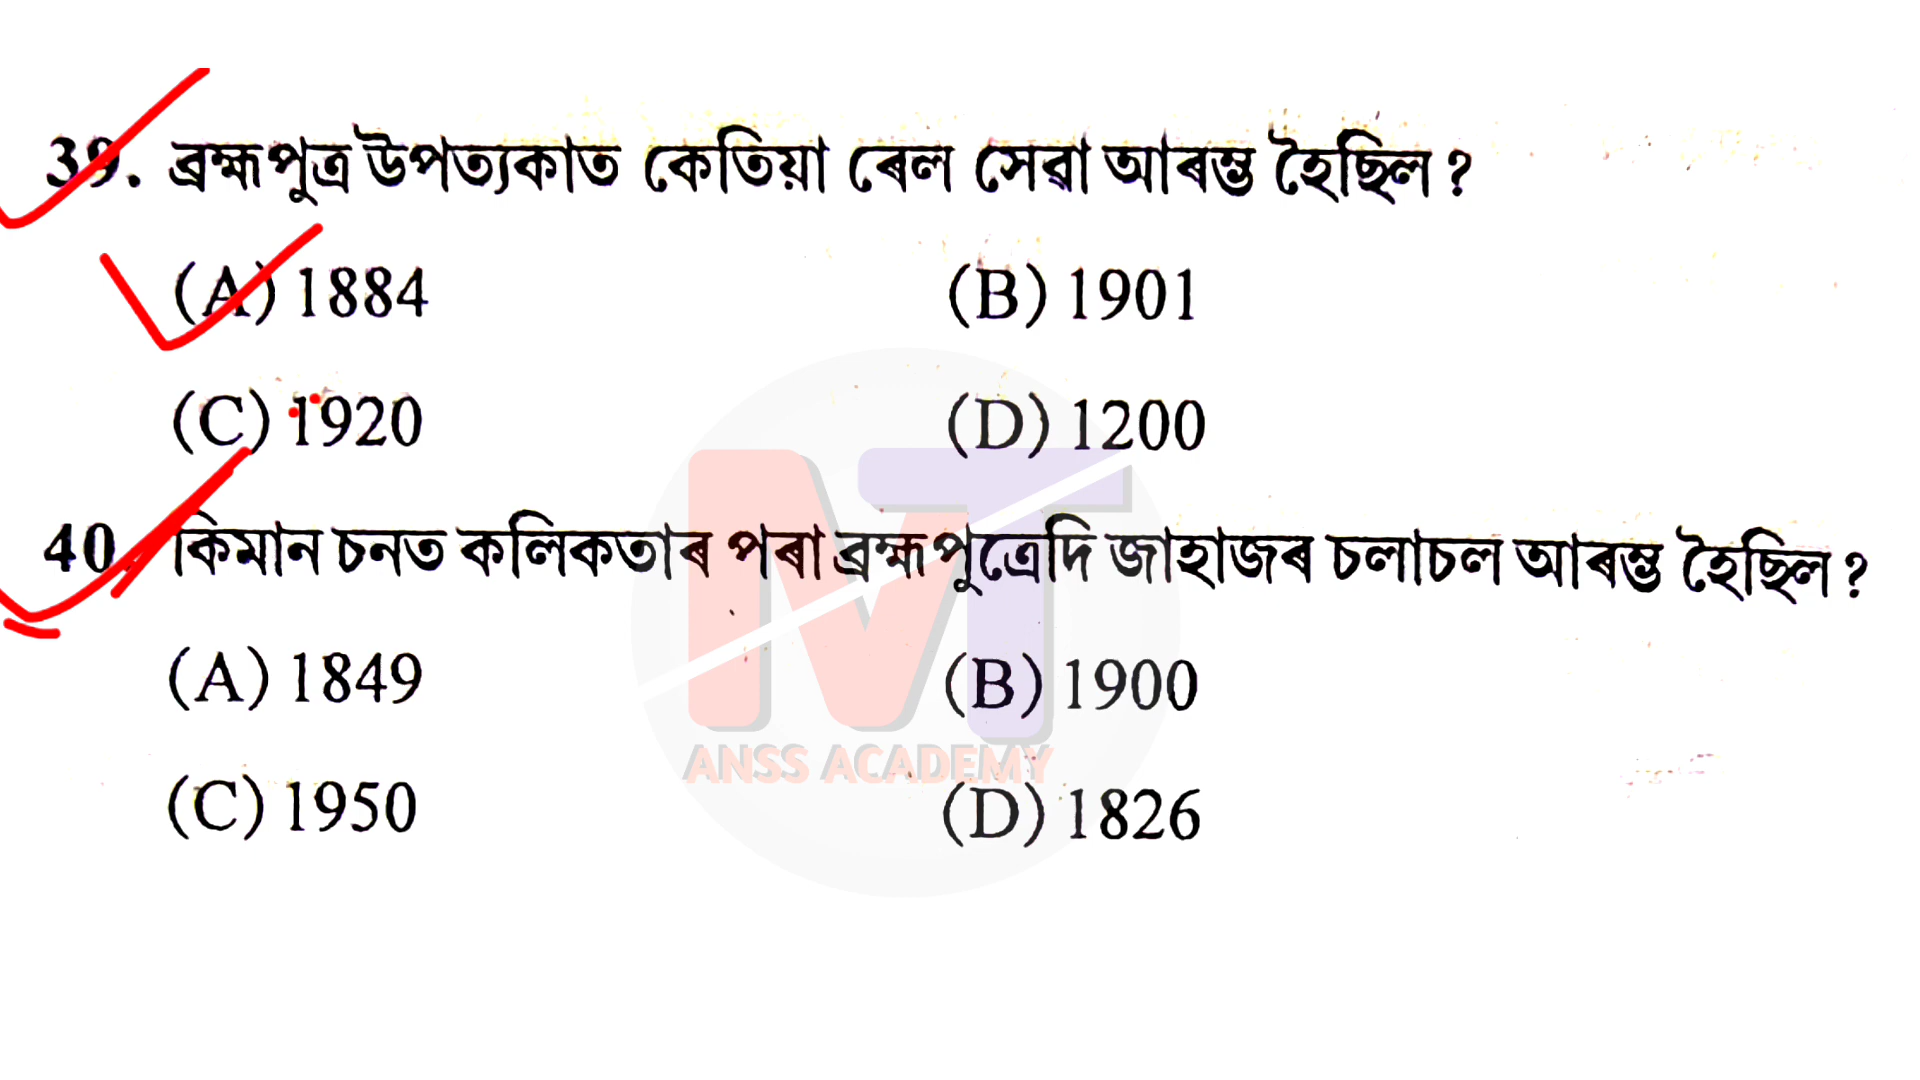 39. ব্ৰহ্মপুত্ৰ উপত্যকাত কেতিয়া ৰেল সেৱা আৰম্ভ হৈছিল ?
(A) 1884 (B) 1901
(C) 1920 (D) 1200
40. কিমান চনত কলিকতাৰ পৰা ব্ৰহ্মপুত্ৰেদি জাহাজৰ চলাচল আৰম্ভ হৈছিল ?
(A) 1849 (B) 1900
ANSS ACADEMY
(C) 1950 (D) 1826